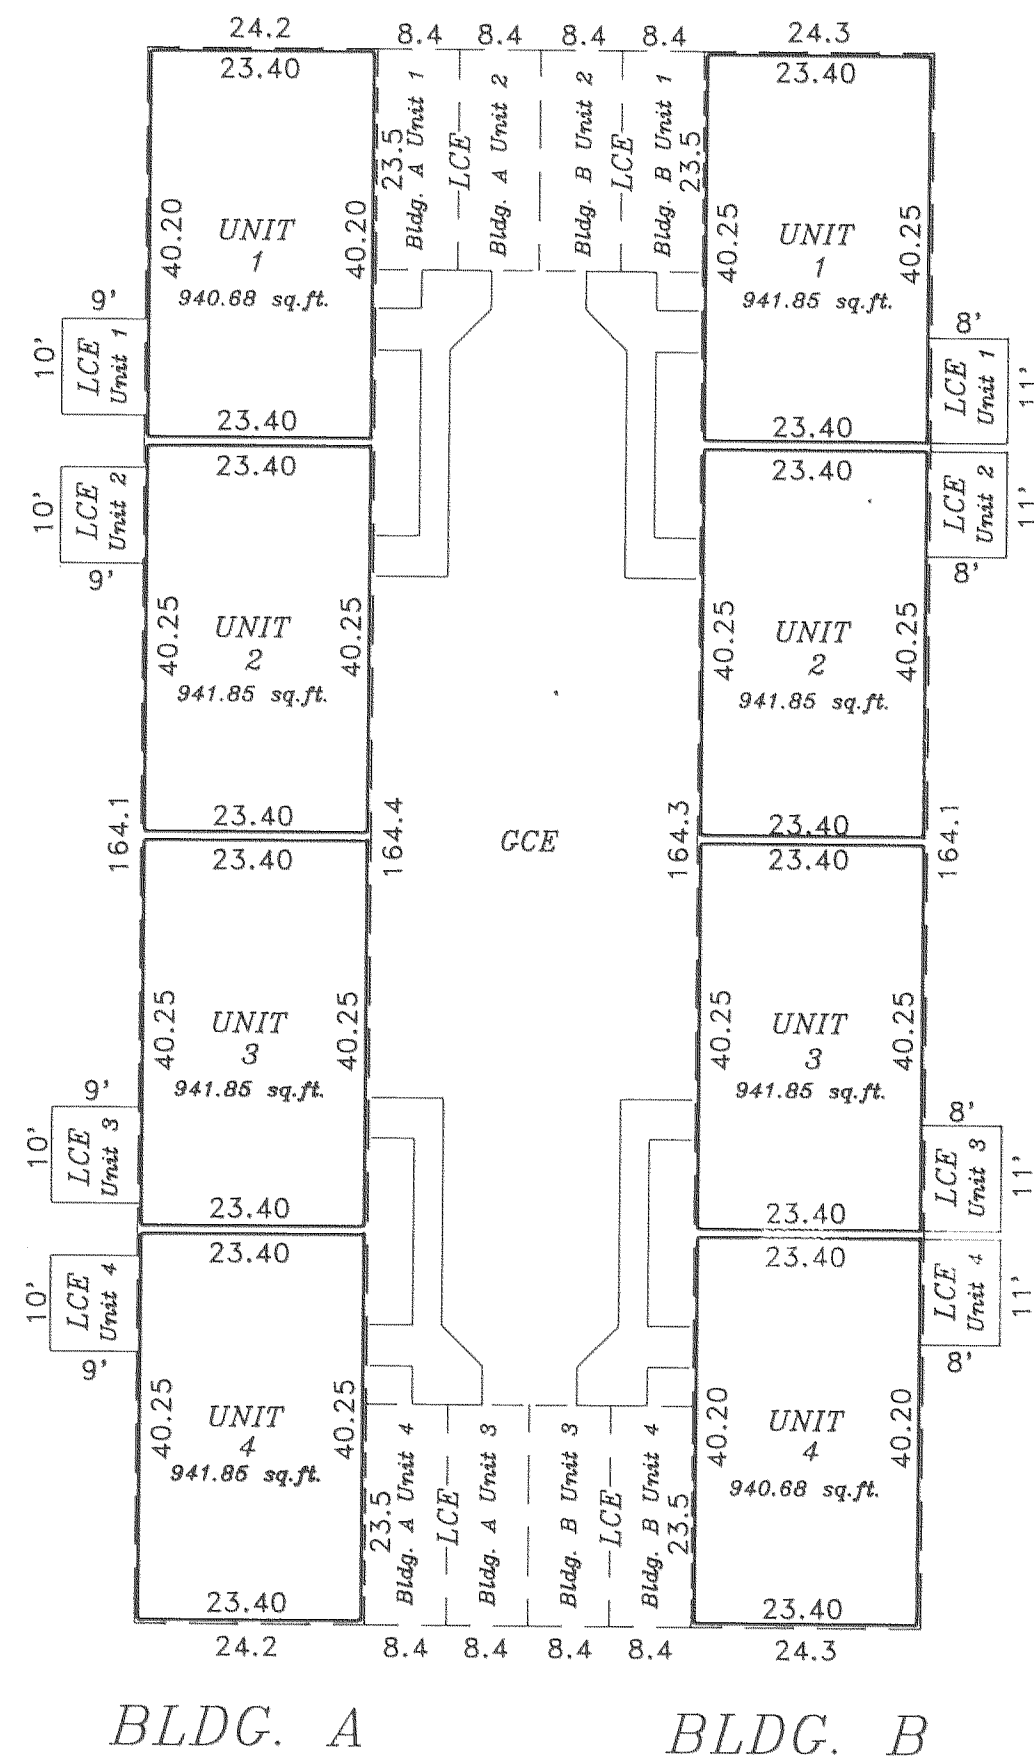 24.2 8.4 8.4 8.4 8.4 24.3
23.40 23.40
23.5
Bldg. A Unit 1
LCE
Bldg. A Unit 2
Bldg. B Unit 2
LCE
Bldg. B Unit 1
23.5
40.20
UNIT
1
940.68 sq.ft.
40.20
40.25
UNIT
1
941.85 sq.ft.
40.25
9'
10'
LCE
Unit 1
8'
LCE
Unit 1
11'
23.40 23.40
23.40 23.40
10'
LCE
Unit 2
9'
LCE
Unit 2
11'
8'
40.25
UNIT
2
941.85 sq.ft.
40.25
40.25
UNIT
2
941.85 sq.ft.
40.25
23.40 23.40
164.1
164.4
GCE
164.3
164.1
23.40 23.40
40.25
UNIT
3
941.85 sq.ft.
40.25
40.25
UNIT
3
941.85 sq.ft.
40.25
9'
10'
LCE
Unit 3
8'
LCE
Unit 3
11'
23.40 23.40
23.40 23.40
10'
LCE
Unit 4
9'
LCE
Unit 4
11'
8'
40.25
UNIT
4
941.85 sq.ft.
40.25
40.20
UNIT
4
940.68 sq.ft.
40.20
23.5
Bldg. A Unit 4
LCE
Bldg. A Unit 3
Bldg. B Unit 3
LCE
Bldg. B Unit 4
23.5
23.40 23.40
24.2 8.4 8.4 8.4 8.4 24.3
BLDG. A BLDG. B